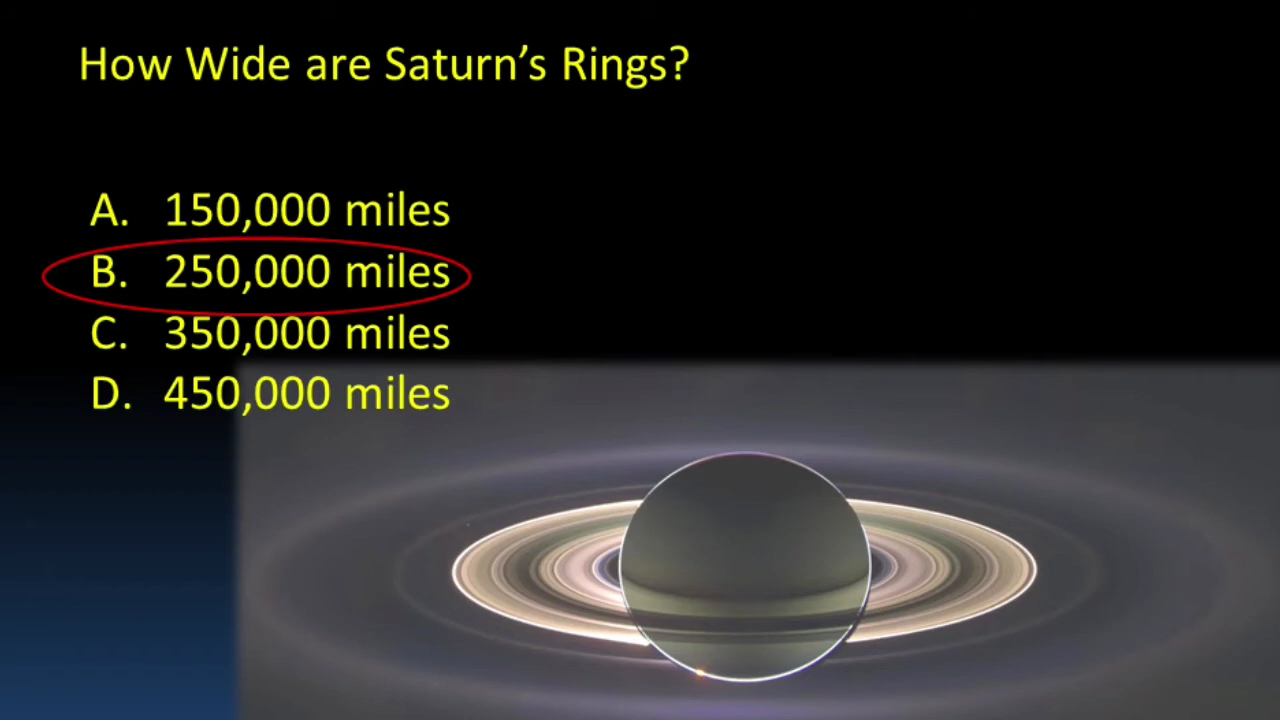 How Wide are Saturn’s Rings?
A. 150,000 miles
B. 250,000 miles
C. 350,000 miles
D. 450,000 miles